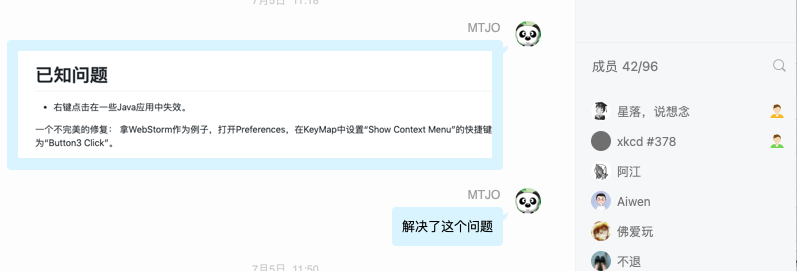 7月5日 11:18
MTJO
已知问题
• 右键点击在一些Java应用中失效。
一个不完美的修复： 拿WebStorm作为例子，打开Preferences，在KeyMap中设置“Show Context Menu”的快捷键
为“Button3 Click”。
MTJO
解决了这个问题
7月5日 11:50
成员 42/96
星落，说想念
xkcd #378
阿江
Aiwen
佛爱玩
不退